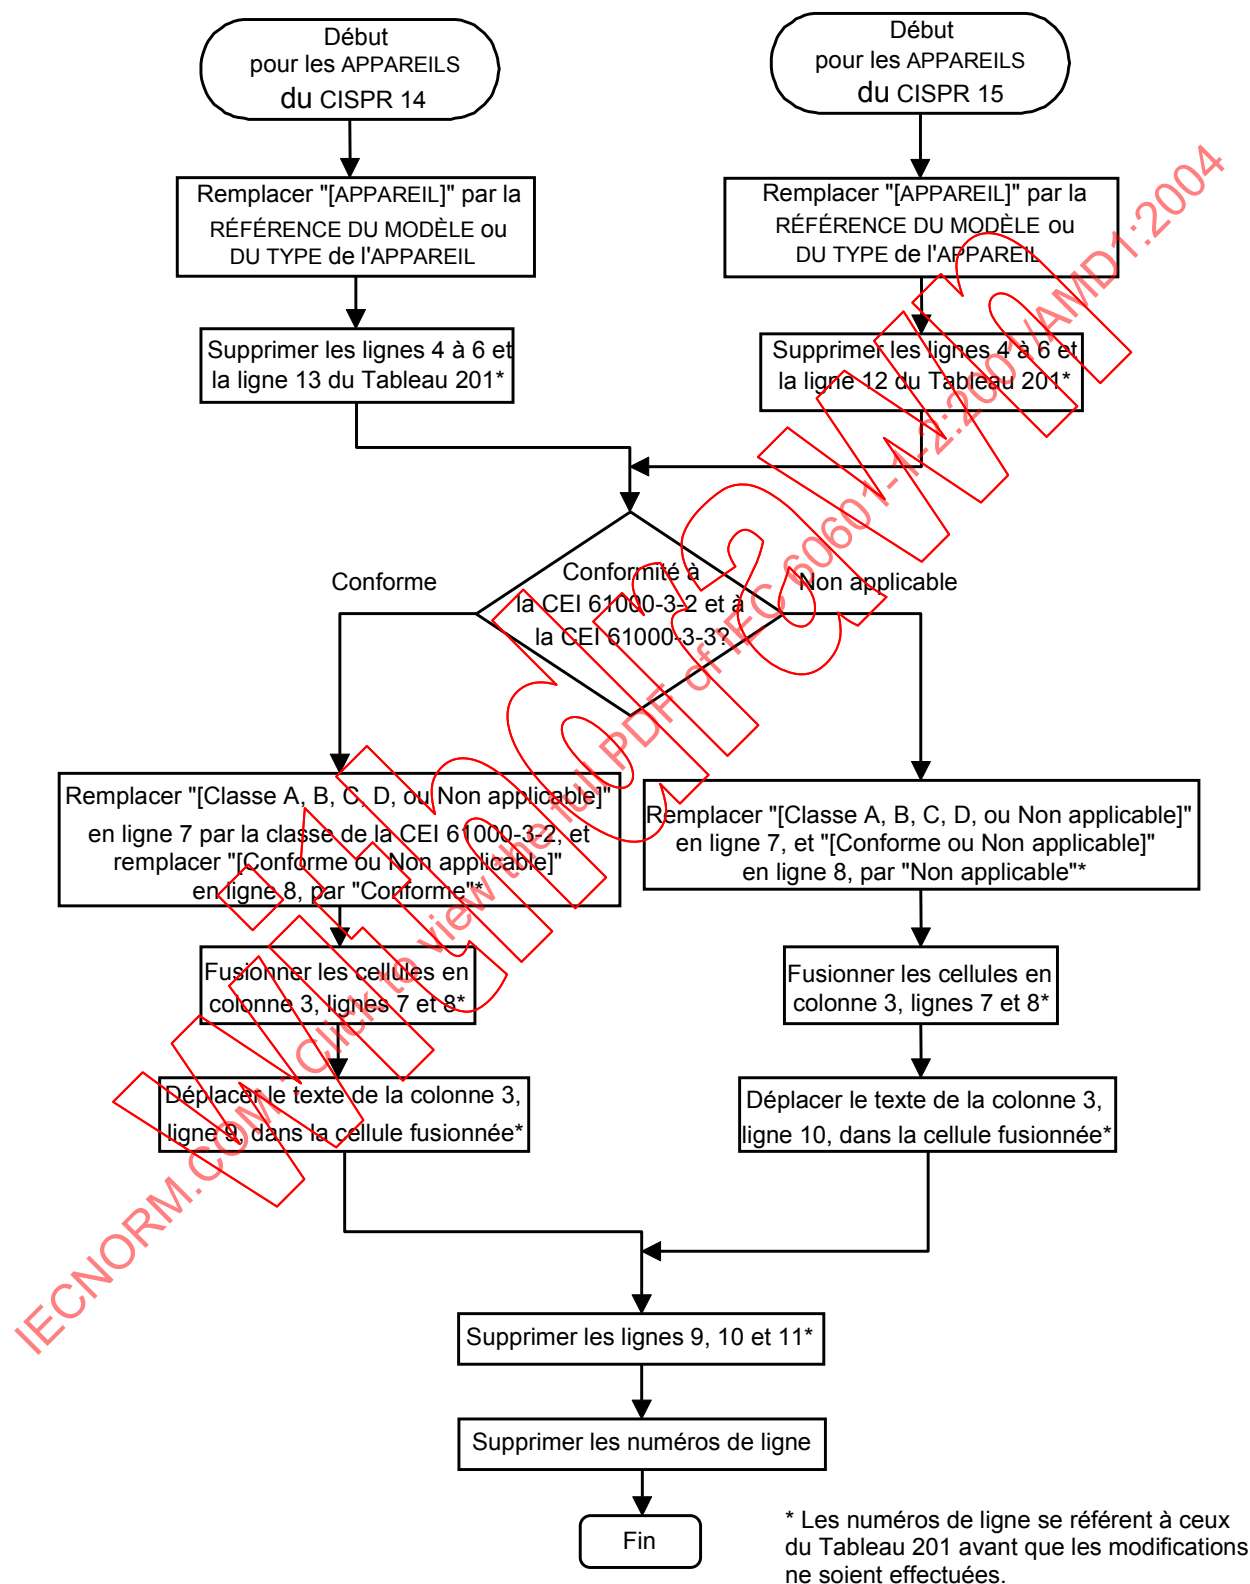 Début
pour les APPAREILS
du CISPR 14
Début
pour les APPAREILS
du CISPR 15
Remplacer "[APPAREIL]" par la
RÉFÉRENCE DU MODÈLE ou
DU TYPE de l'APPAREIL
Remplacer "[APPAREIL]" par la
RÉFÉRENCE DU MODÈLE ou
DU TYPE de l'APPAREIL
Supprimer les lignes 4 à 6 et
la ligne 13 du Tableau 201*
Supprimer les lignes 4 à 6 et
la ligne 12 du Tableau 201*
Conformité à
la CEI 61000-3-2 et à
la CEI 61000-3-3?
Conforme
Non applicable
Remplacer "[Classe A, B, C, D, ou Non applicable]"
en ligne 7 par la classe de la CEI 61000-3-2, et
remplacer "[Conforme ou Non applicable]"
en ligne 8, par "Conforme"*
Remplacer "[Classe A, B, C, D, ou Non applicable]"
en ligne 7, et "[Conforme ou Non applicable]"
en ligne 8, par "Non applicable"*
Fusionner les cellules en
colonne 3, lignes 7 et 8*
Fusionner les cellules en
colonne 3, lignes 7 et 8*
Déplacer le texte de la colonne 3,
ligne 9, dans la cellule fusionnée*
Déplacer le texte de la colonne 3,
ligne 10, dans la cellule fusionnée*
Supprimer les lignes 9, 10 et 11*
Supprimer les numéros de ligne
Fin
* Les numéros de ligne se référent à ceux
du Tableau 201 avant que les modifications
ne soient effectuées.
IECNORM.COM : Click to view the full PDF of IEC 60601-1-2:2001/AMD1:2004
Withdrawn